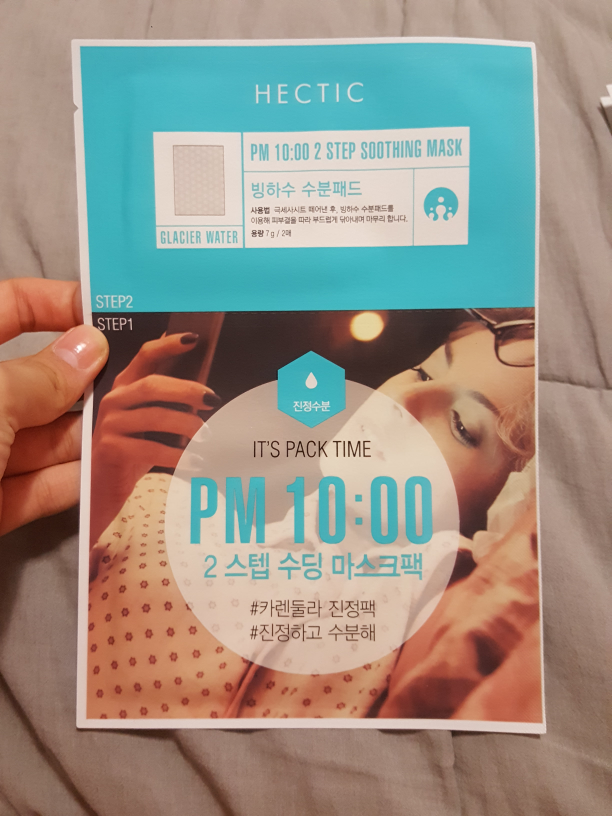 HECTIC
PM 10:00 2 STEP SOOTHING MASK
빙하수 수분패드
사용법 극세사시트 떼어낸 후, 빙하수 수분패드를
이용해 피부결을 따라 부드럽게 닦아내며 마무리 합니다.
용량 7g / 2매
GLACIER WATER
STEP2
STEP1
진정수분
IT'S PACK TIME
PM 10:00
2 스텝 수딩 마스크팩
#카렌둘라 진정팩
#진정하고 수분해